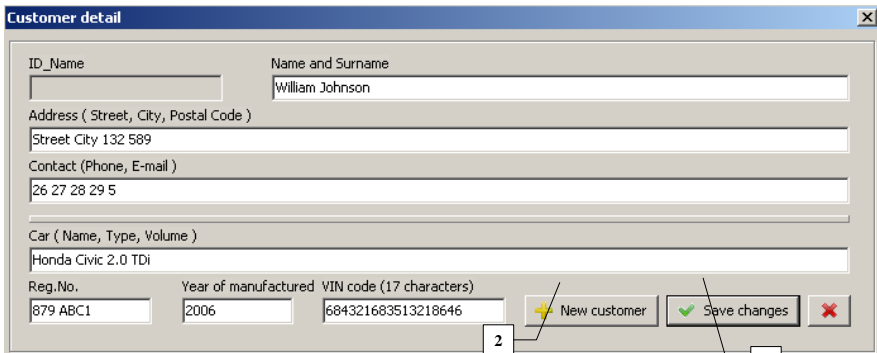 Customer detail
ID_Name
Name and Surname
William Johnson
Address ( Street, City, Postal Code )
Street City 132 589
Contact (Phone, E-mail )
26 27 28 29 5
Car ( Name, Type, Volume )
Honda Civic 2.0 TDi
Reg.No.
Year of manufactured
VIN code (17 characters)
879 ABC1
2006
684321683513218646
New customer
Save changes
2